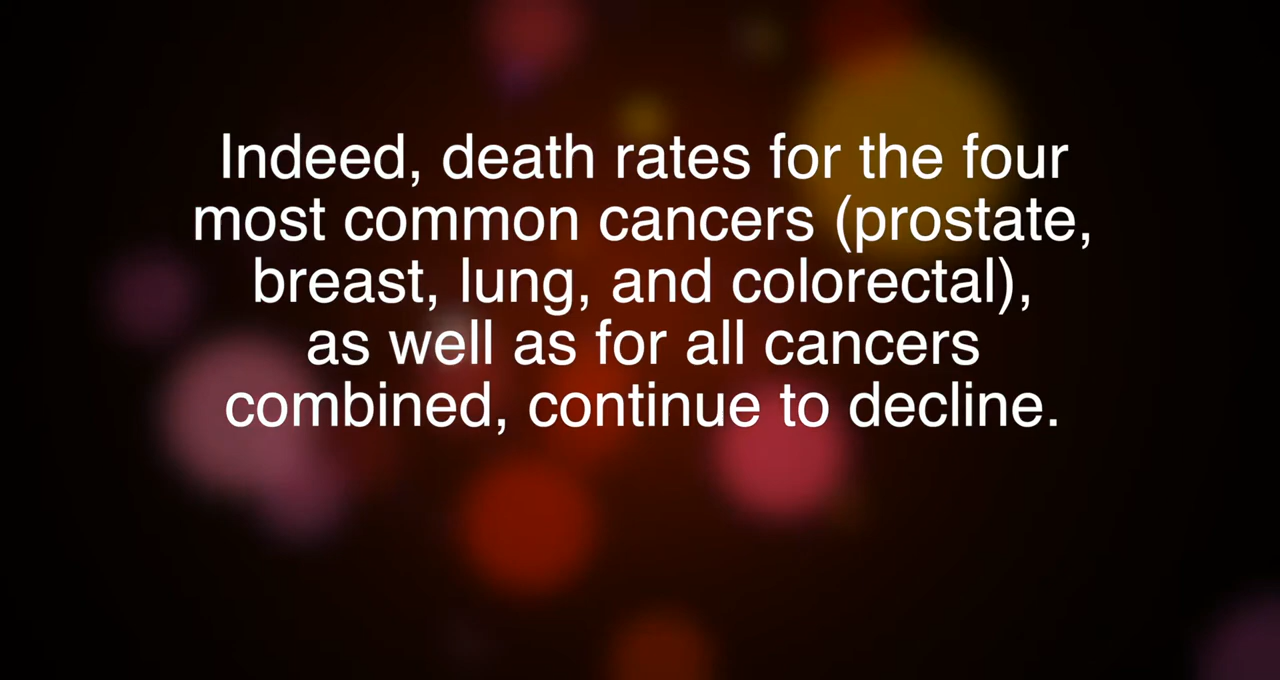 Indeed, death rates for the four
most common cancers (prostate,
breast, lung, and colorectal),
as well as for all cancers
combined, continue to decline.